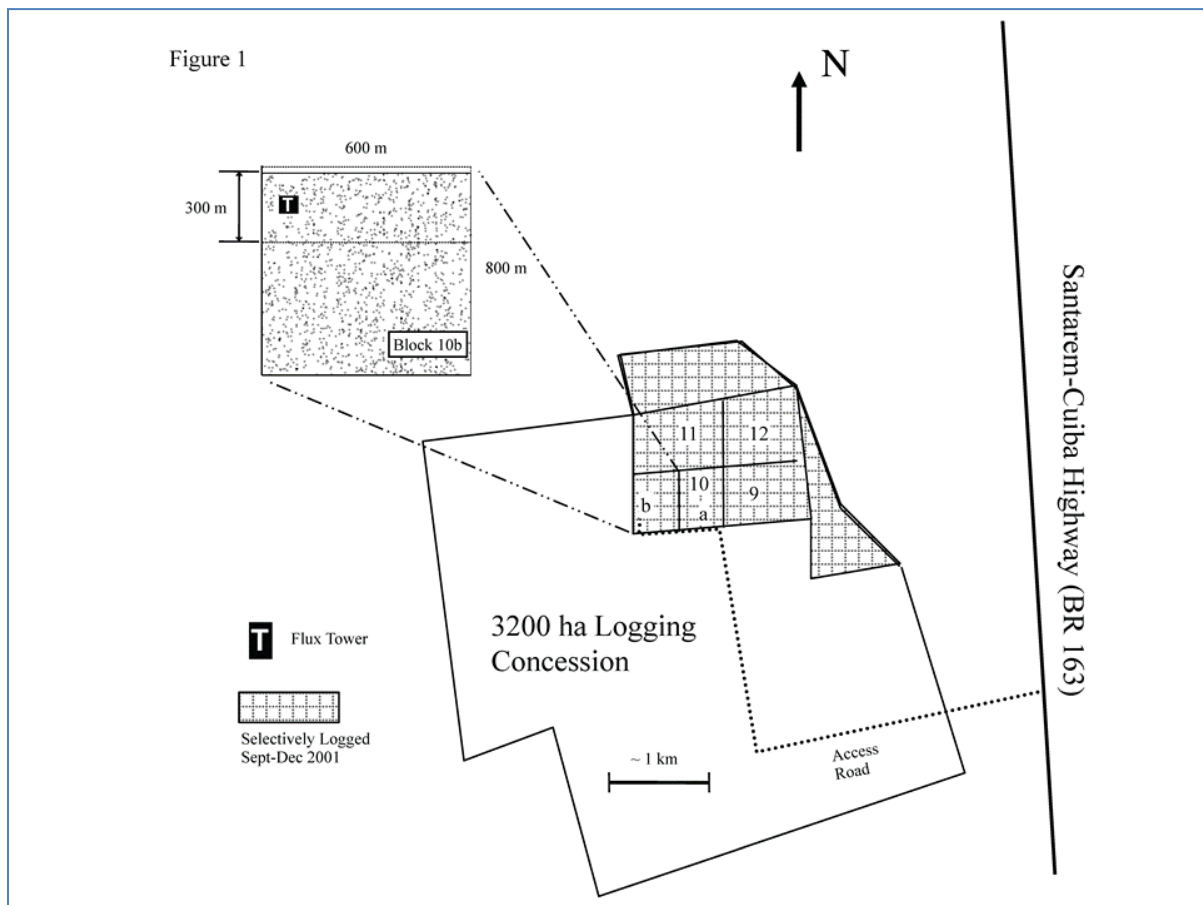 Figure 1
N
600 m
300 m
T
800 m
Block 10b
Santarem-Cuiba Highway (BR 163)
11
12
10
9
b
a
3200 ha Logging
Concession
T
Flux Tower
Selectively Logged
Sept-Dec 2001
~ 1 km
Access
Road